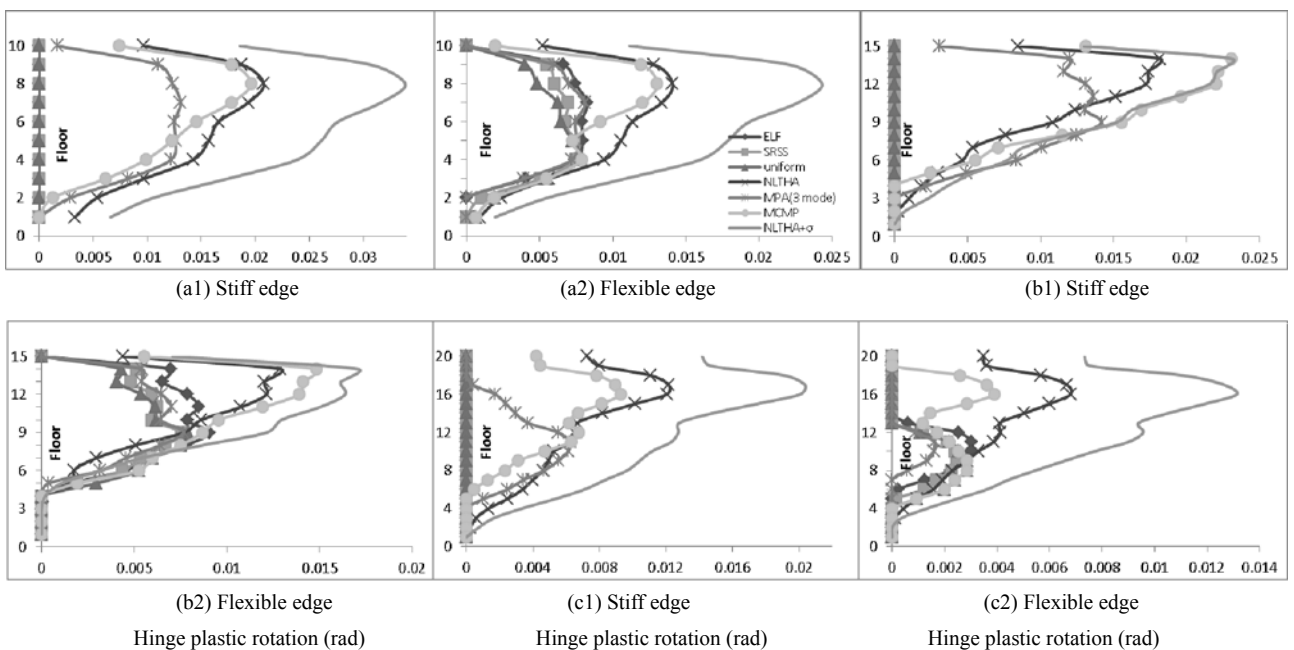 10
8
6
4
2
0
Floor
0 0.005 0.01 0.015 0.02 0.025 0.03
10
8
6
4
2
0
Floor
ELF
SRSS
uniform
NLTHA
MPA(3 mode)
MCMP
NLTHA+σ
0 0.005 0.01 0.015 0.02 0.025
15
12
9
6
3
0
Floor
0 0.005 0.01 0.015 0.02 0.025
(a1) Stiff edge (a2) Flexible edge (b1) Stiff edge
15
12
9
6
3
0
Floor
0 0.005 0.01 0.015 0.02
20
16
12
8
4
0
Floor
0 0.004 0.008 0.012 0.016 0.02
20
16
12
8
4
0
Floor
0 0.002 0.004 0.006 0.008 0.01 0.012 0.014
(b2) Flexible edge (c1) Stiff edge (c2) Flexible edge
Hinge plastic rotation (rad) Hinge plastic rotation (rad) Hinge plastic rotation (rad)